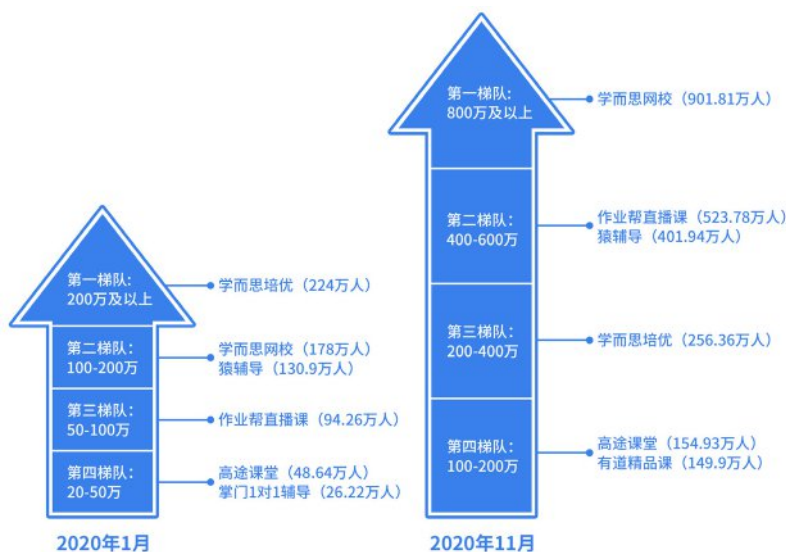 第一梯队:
200万及以上
学而思培优（224万人）
第二梯队：
100-200万
学而思网校（178万人）
猿辅导（130.9万人）
第三梯队：
50-100万
作业帮直播课（94.26万人）
第四梯队：
20-50万
高途课堂（48.64万人）
掌门1对1辅导（26.22万人）
2020年1月
第一梯队:
800万及以上
学而思网校（901.81万人）
第二梯队：
400-600万
作业帮直播课（523.78万人）
猿辅导（401.94万人）
第三梯队：
200-400万
学而思培优（256.36万人）
第四梯队：
100-200万
高途课堂（154.93万人）
有道精品课（149.9万人）
2020年11月